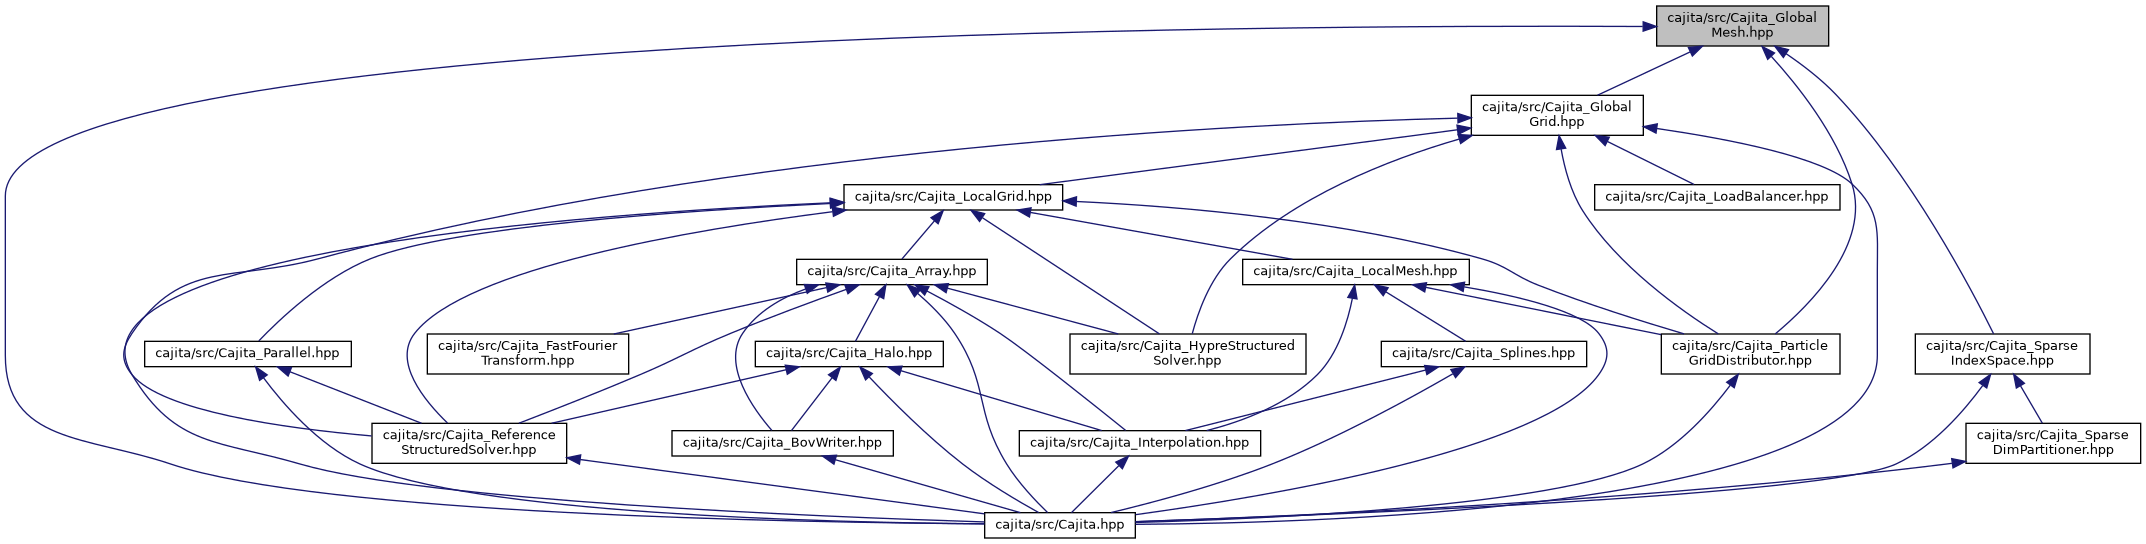 cajita/src/Cajita_Global
Mesh.hpp
cajita/src/Cajita_Global
Grid.hpp
cajita/src/Cajita_LocalGrid.hpp
cajita/src/Cajita_LoadBalancer.hpp
cajita/src/Cajita_Array.hpp
cajita/src/Cajita_LocalMesh.hpp
cajita/src/Cajita_Parallel.hpp
cajita/src/Cajita_FastFourier
Transform.hpp
cajita/src/Cajita_Halo.hpp
cajita/src/Cajita_HypreStructured
Solver.hpp
cajita/src/Cajita_Splines.hpp
cajita/src/Cajita_Particle
GridDistributor.hpp
cajita/src/Cajita_Sparse
IndexSpace.hpp
cajita/src/Cajita_Reference
StructuredSolver.hpp
cajita/src/Cajita_BovWriter.hpp
cajita/src/Cajita_Interpolation.hpp
cajita/src/Cajita_Sparse
DimPartitioner.hpp
cajita/src/Cajita.hpp